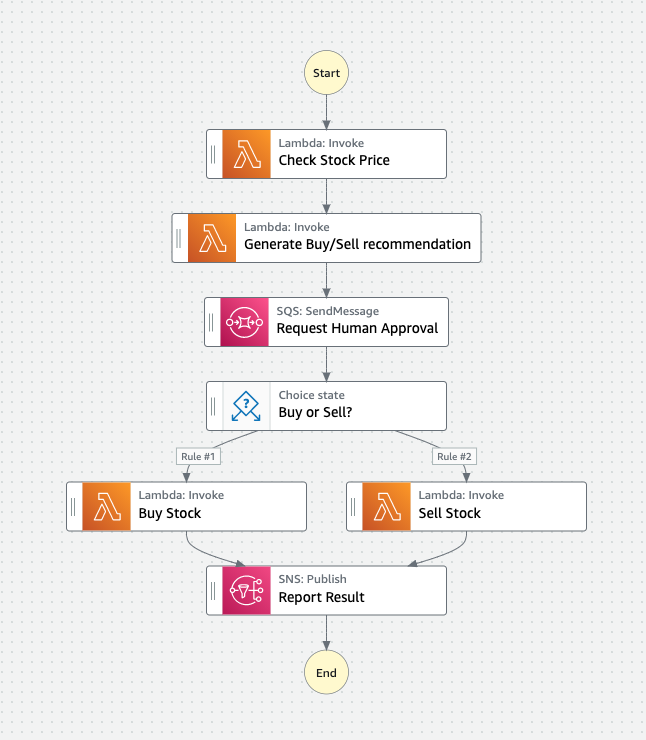 Start
Lambda: Invoke
Check Stock Price
Lambda: Invoke
Generate Buy/Sell recommendation
SQS: SendMessage
Request Human Approval
Choice state
Buy or Sell?
Rule #1
Rule #2
Lambda: Invoke
Buy Stock
Lambda: Invoke
Sell Stock
SNS: Publish
Report Result
End